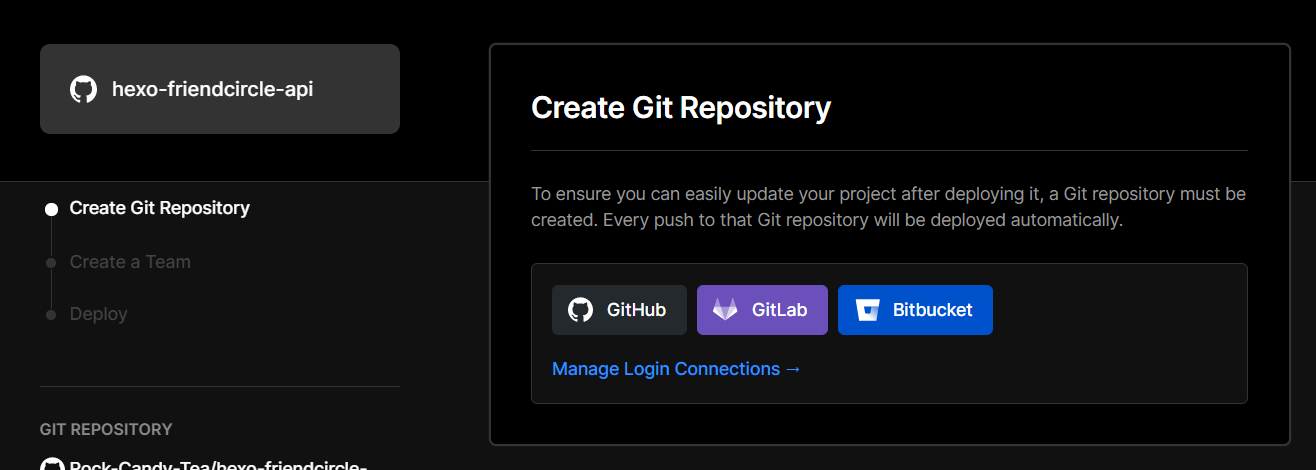 hexo-friendcircle-api
Create Git Repository
Create a Team
Deploy
GIT REPOSITORY
Rock-Candy-Tea/hexo-friendcircle-
Create Git Repository
To ensure you can easily update your project after deploying it, a Git repository must be
created. Every push to that Git repository will be deployed automatically.
GitHub GitLab Bitbucket
Manage Login Connections →